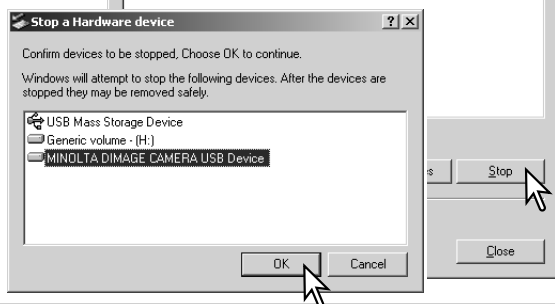 Stop a Hardware device
Confirm devices to be stopped, Choose OK to continue.
Windows will attempt to stop the following devices. After the devices are
stopped they may be removed safely.
USB Mass Storage Device
Generic volume - (H:)
MINOLTA DIMAGE CAMERA USB Device
OK
Cancel
Stop
Close